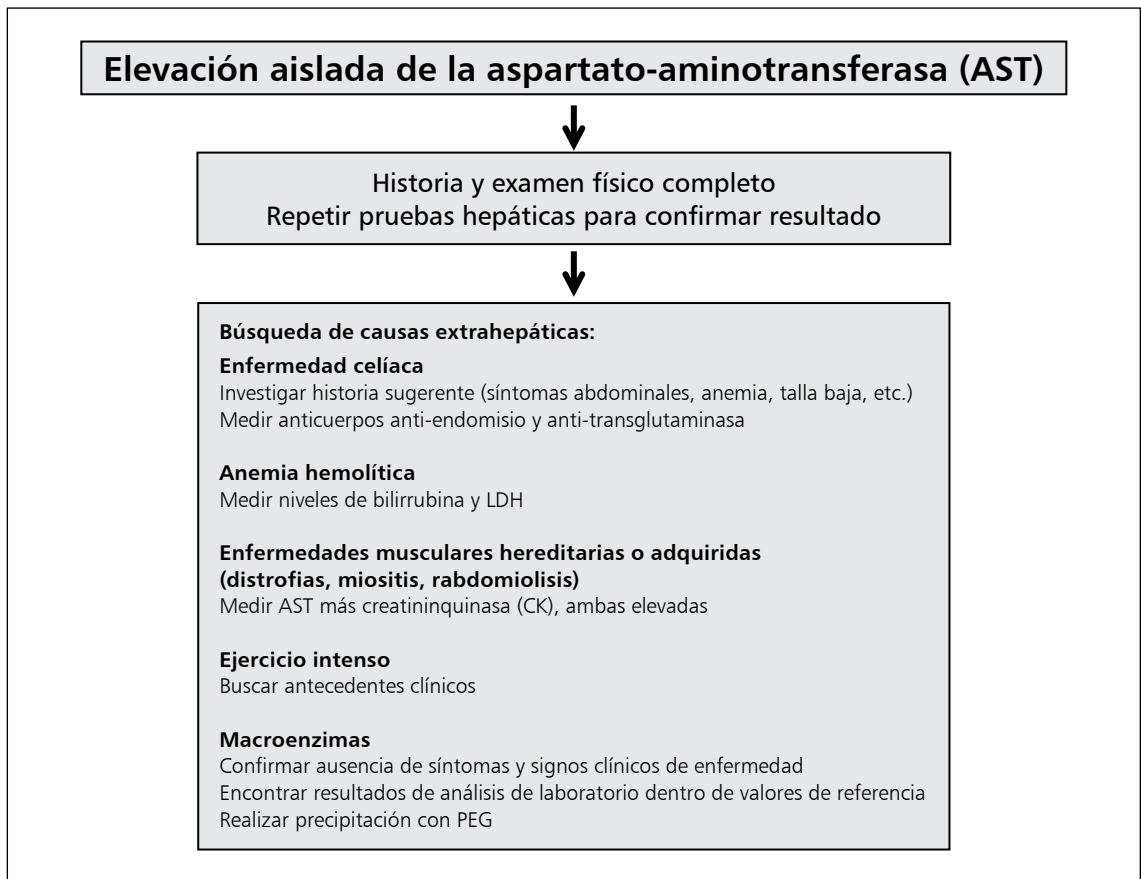 Elevación aislada de la aspartato-aminotransferasa (AST)
Historia y examen físico completo
Repetir pruebas hepáticas para confirmar resultado
Búsqueda de causas extrahepáticas:
Enfermedad celíaca
Investigar historia sugerente (síntomas abdominales, anemia, talla baja, etc.)
Medir anticuerpos anti-endomisio y anti-transglutaminasa
Anemia hemolítica
Medir niveles de bilirrubina y LDH
Enfermedades musculares hereditarias o adquiridas
(distrofias, miositis, rabdomiolisis)
Medir AST más creatininquinasa (CK), ambas elevadas
Ejercicio intenso
Buscar antecedentes clínicos
Macroenzimas
Confirmar ausencia de síntomas y signos clínicos de enfermedad
Encontrar resultados de análisis de laboratorio dentro de valores de referencia
Realizar precipitación con PEG